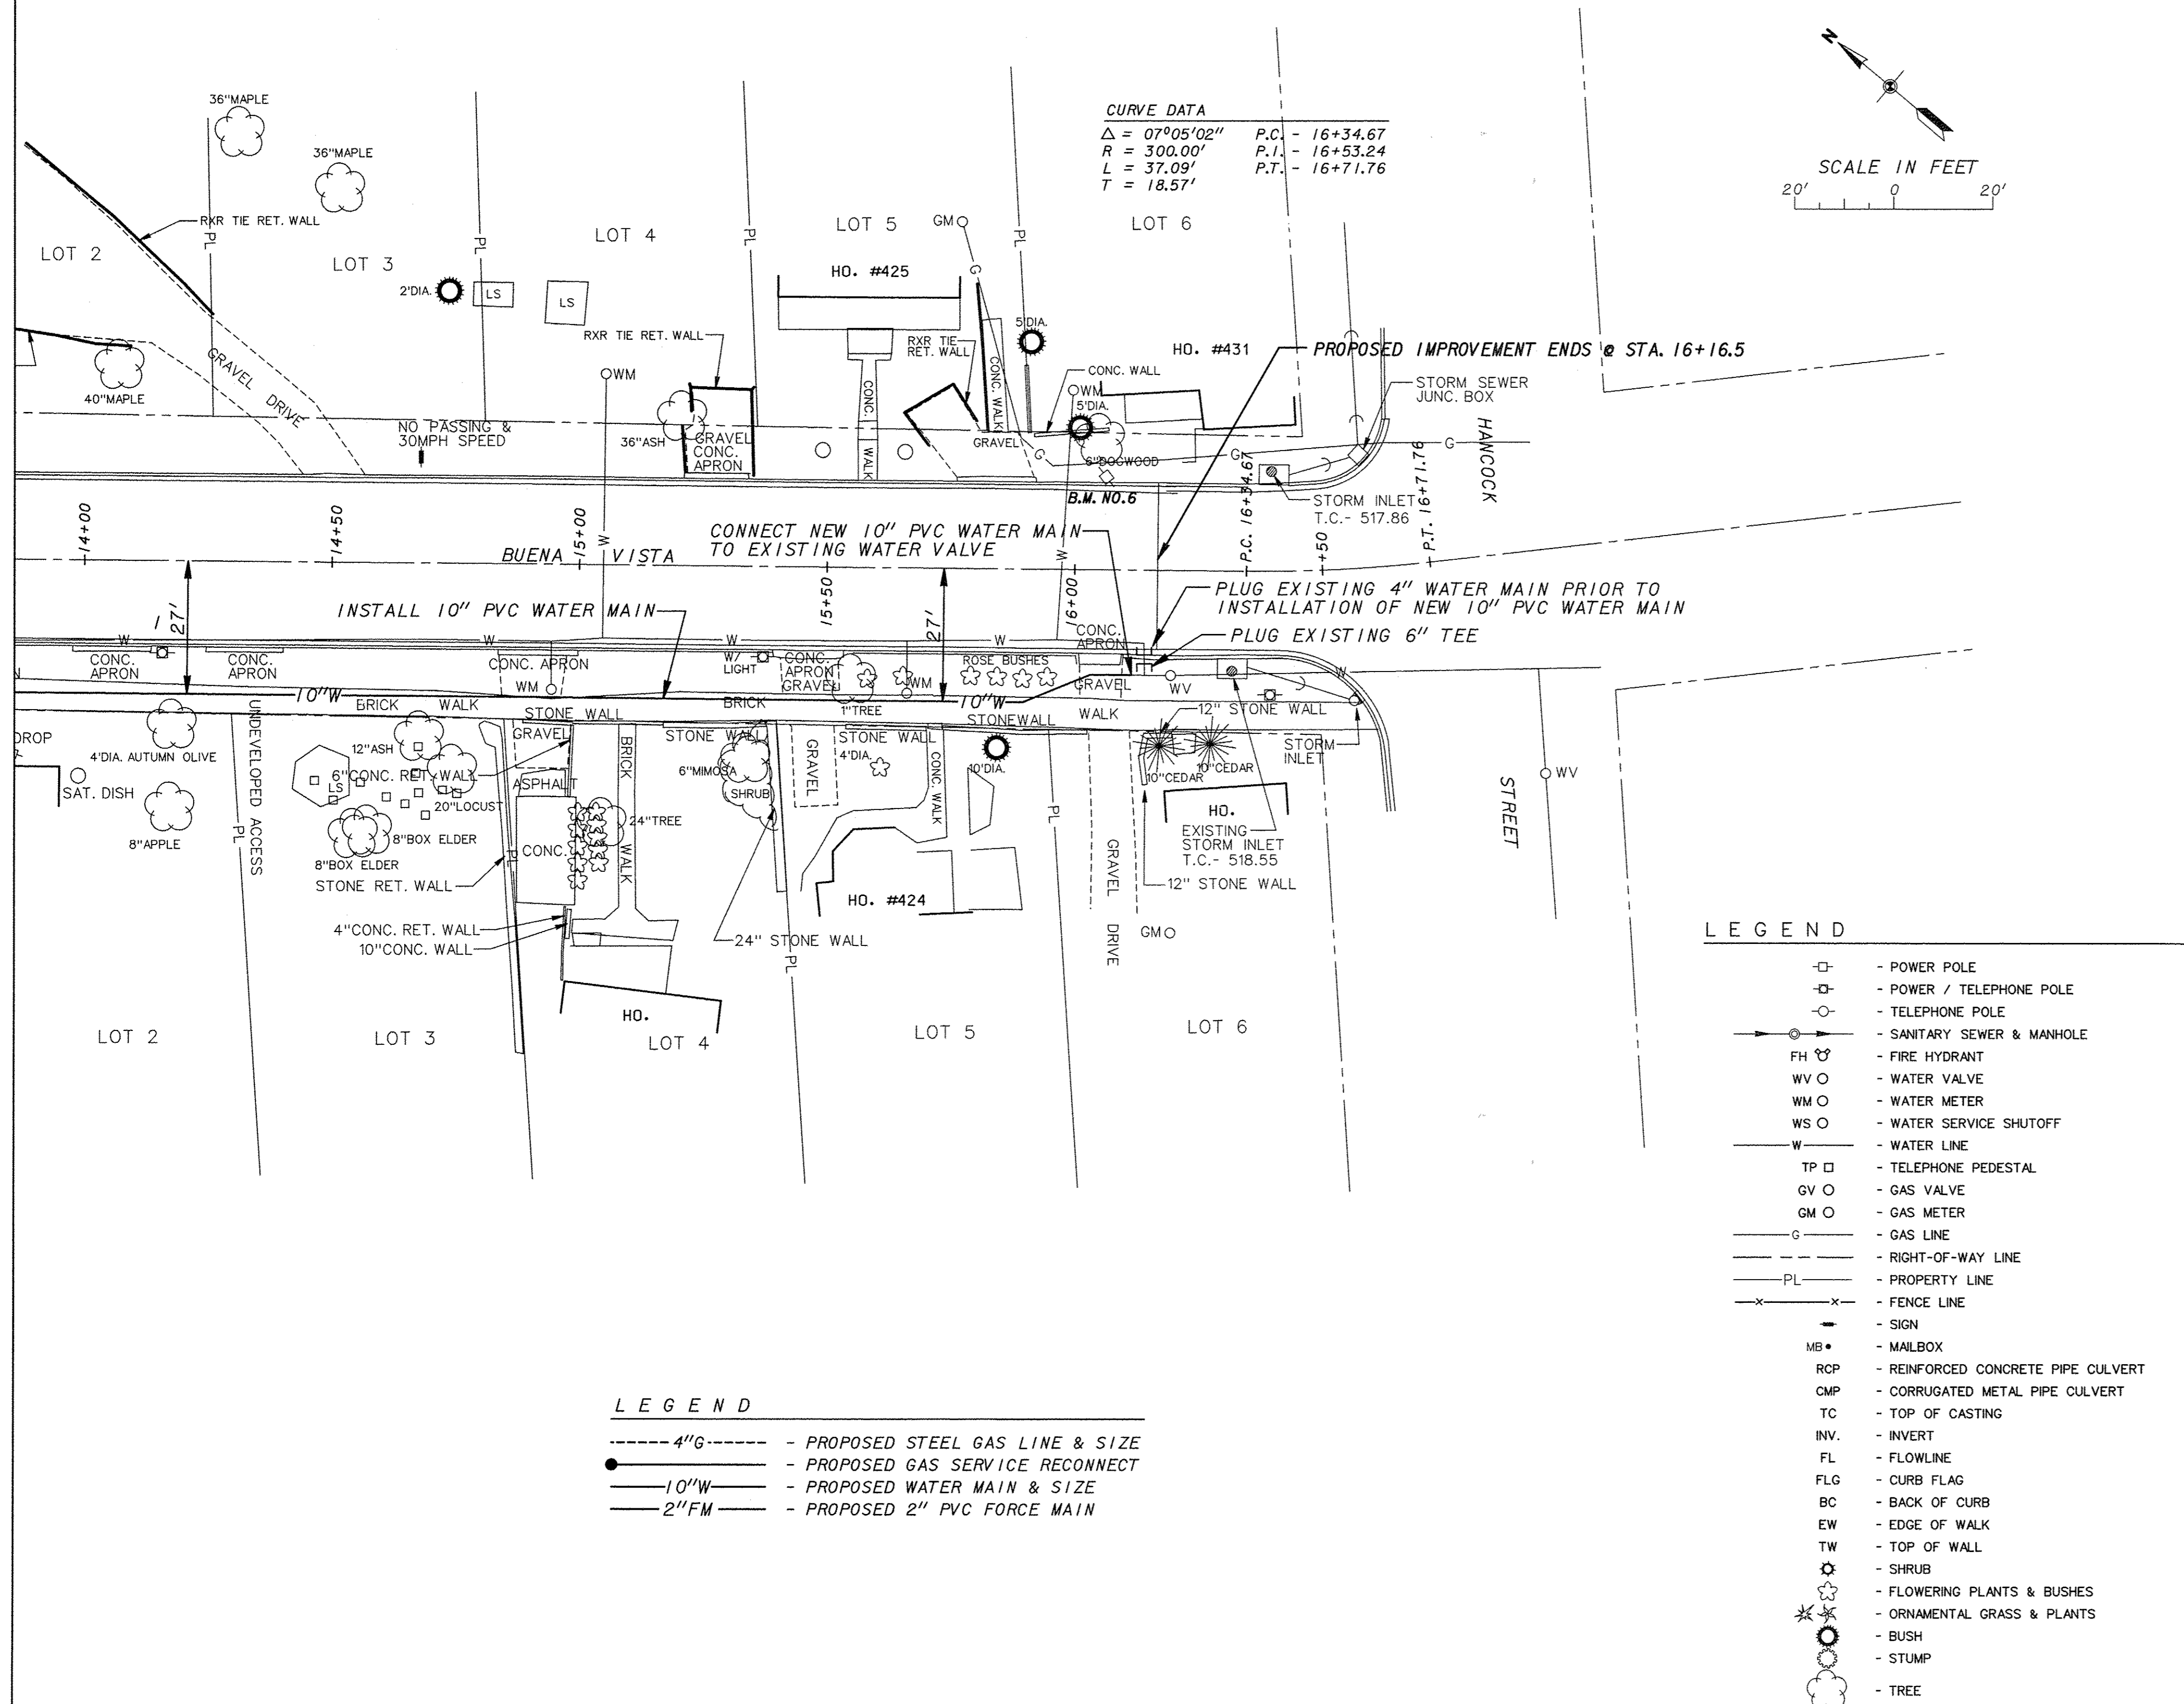 36"MAPLE
36"MAPLE
RXR TIE RET. WALL
LOT 2
PL
LOT 3
PL
LOT 4
PL
LOT 5
GM
PL
LOT 6
CURVE DATA
Δ = 07°05'02" P.C. - 16+34.67
R = 300.00' P.I. - 16+53.24
L = 37.09' P.T. - 16+71.76
T = 18.57'
N
SCALE IN FEET
20' 0 20'
2'DIA.
LS
LS
HO. #425
G
RXR TIE RET. WALL
RXR TIE
RET. WALL
5'DIA.
CONC. WALL
HO. #431
PROPOSED IMPROVEMENT ENDS @ STA. 16+16.5
STORM SEWER
JUNC. BOX
40"MAPLE
GRAVEL
DRIVE
NO PASSING &
30MPH SPEED
WM
36"ASH
GRAVEL
CONC.
APRON
CONC.
WALK
CONC. WALK
GRAVEL
WM
5'DIA.
6"DOGWOOD
G
G
G
B.M. NO.6
P.C. 16+34.67
P.T. 16+71.76
STORM INLET
T.C.- 517.86
HANCOCK
STREET
14+00
14+50
15+00
15+50
16+00
+50
W
W
BUENA VISTA
CONNECT NEW 10" PVC WATER MAIN
TO EXISTING WATER VALVE
27'
27'
INSTALL 10" PVC WATER MAIN
PLUG EXISTING 4" WATER MAIN PRIOR TO
INSTALLATION OF NEW 10" PVC WATER MAIN
PLUG EXISTING 6" TEE
1
W
W
W
W
W
CONC.
APRON
CONC.
APRON
CONC. APRON
WM
W/
LIGHT
CONC.
APRON
GRAVEL
WM
ROSE BUSHES
CONC.
APRON
GRAVEL
WV
N
10"W
BRICK WALK
STONE WALL
BRICK
1"TREE
10"W
STONEWALL
WALK
12" STONE WALL
STORM
INLET
DROP
SAT. DISH
4'DIA. AUTUMN OLIVE
8"APPLE
UNDEVELOPED ACCESS
PL
12"ASH
6"CONC. RET. WALL
LS
20"LOCUST
8"BOX ELDER
8"BOX ELDER
STONE RET. WALL
PL
GRAVEL
ASPHALT
CONC.
BRICK
WALK
24"TREE
4"CONC. RET. WALL
10"CONC. WALL
STONE WALL
6"MIMOSA
SHRUB
24" STONE WALL
PL
GRAVEL
STONE WALL
4'DIA.
CONC. WALK
HO. #424
10'DIA.
PL
GRAVEL
DRIVE
GM
10"CEDAR
10"CEDAR
HO.
EXISTING
STORM INLET
T.C.- 518.55
12" STONE WALL
WV
HO.
LOT 2
LOT 3
LOT 4
LOT 5
LOT 6
LEGEND
4"G - PROPOSED STEEL GAS LINE & SIZE
- PROPOSED GAS SERVICE RECONNECT
10"W - PROPOSED WATER MAIN & SIZE
2"FM - PROPOSED 2" PVC FORCE MAIN
LEGEND
- POWER POLE
- POWER / TELEPHONE POLE
- TELEPHONE POLE
- SANITARY SEWER & MANHOLE
FH - FIRE HYDRANT
WV - WATER VALVE
WM - WATER METER
WS - WATER SERVICE SHUTOFF
W - WATER LINE
TP - TELEPHONE PEDESTAL
GV - GAS VALVE
GM - GAS METER
G - GAS LINE
- RIGHT-OF-WAY LINE
PL - PROPERTY LINE
x x - FENCE LINE
- SIGN
MB - MAILBOX
RCP - REINFORCED CONCRETE PIPE CULVERT
CMP - CORRUGATED METAL PIPE CULVERT
TC - TOP OF CASTING
INV. - INVERT
FL - FLOWLINE
FLG - CURB FLAG
BC - BACK OF CURB
EW - EDGE OF WALK
TW - TOP OF WALL
- SHRUB
- FLOWERING PLANTS & BUSHES
- ORNAMENTAL GRASS & PLANTS
- BUSH
- STUMP
- TREE